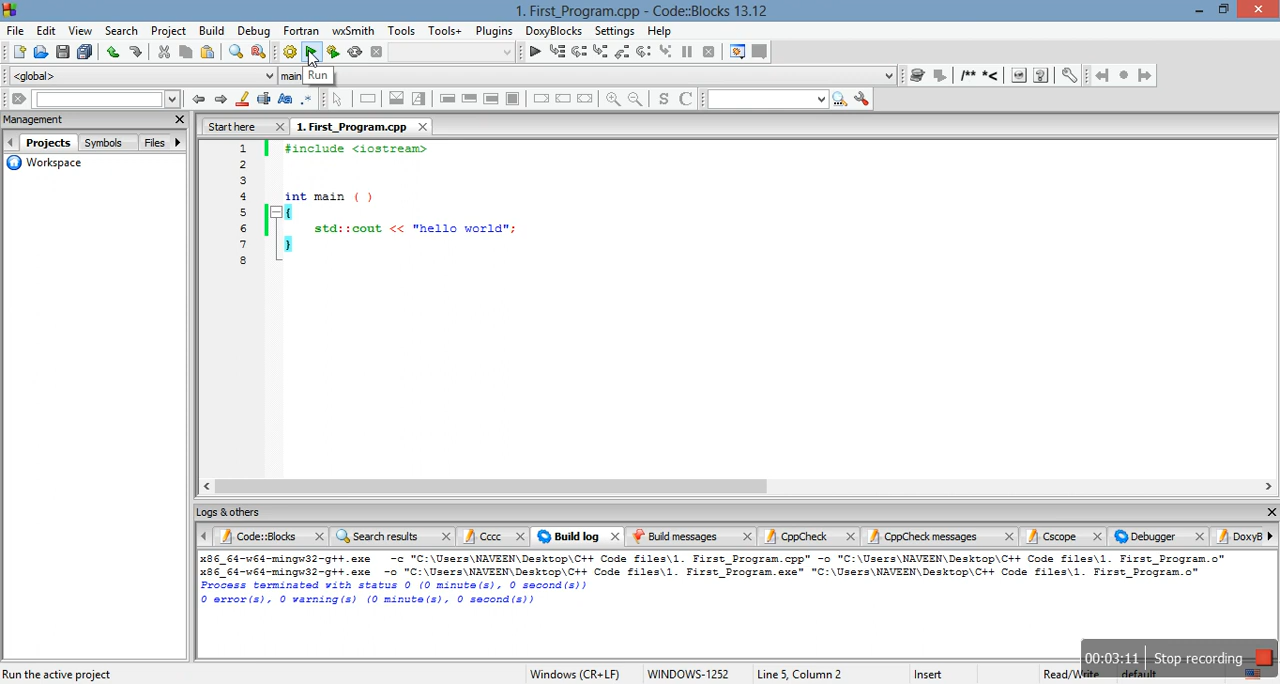 1. First_Program.cpp - Code::Blocks 13.12
File Edit View Search Project Build Debug Fortran wxSmith Tools Tools+ Plugins DoxyBlocks Settings Help
<global> main
Run
/** *<
Management
Start here 1. First_Program.cpp
Projects Symbols Files
Workspace
1 #include <iostream>
2
3
4 int main ( )
5 {
6 std::cout << "hello world";
7 }
8
Logs & others
Code::Blocks Search results Cccc Build log Build messages CppCheck CppCheck messages Cscope Debugger DoxyB
x86_64-w64-mingw32-g++.exe -c "C:\Users\NAVEEN\Desktop\C++ Code files\1. First_Program.cpp" -o "C:\Users\NAVEEN\Desktop\C++ Code files\1. First_Program.o"
x86_64-w64-mingw32-g++.exe -o "C:\Users\NAVEEN\Desktop\C++ Code files\1. First_Program.exe" "C:\Users\NAVEEN\Desktop\C++ Code files\1. First_Program.o"
Process terminated with status 0 (0 minute(s), 0 second(s))
0 error(s), 0 warning(s) (0 minute(s), 0 second(s))
00:03:11 Stop recording
Run the active project Windows (CR+LF) WINDOWS-1252 Line 5, Column 2 Insert Read/Write default